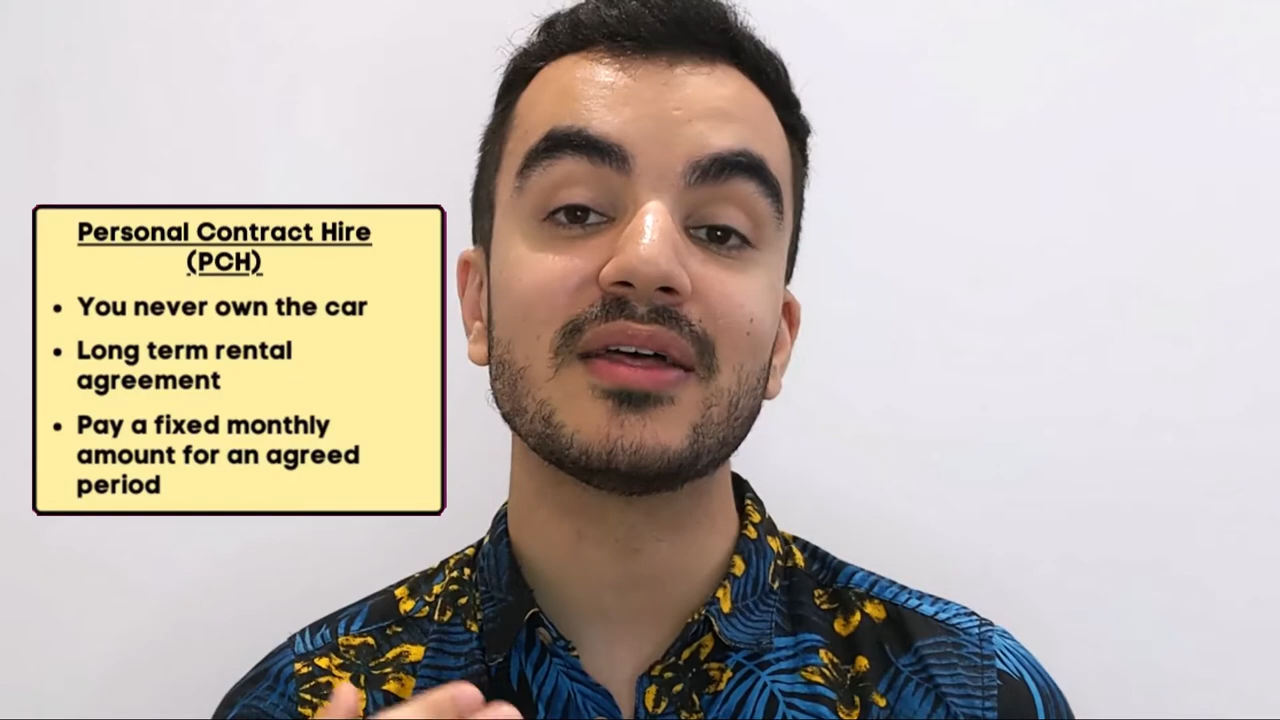 Personal Contract Hire
(PCH)
• You never own the car
• Long term rental
agreement
• Pay a fixed monthly
amount for an agreed
period